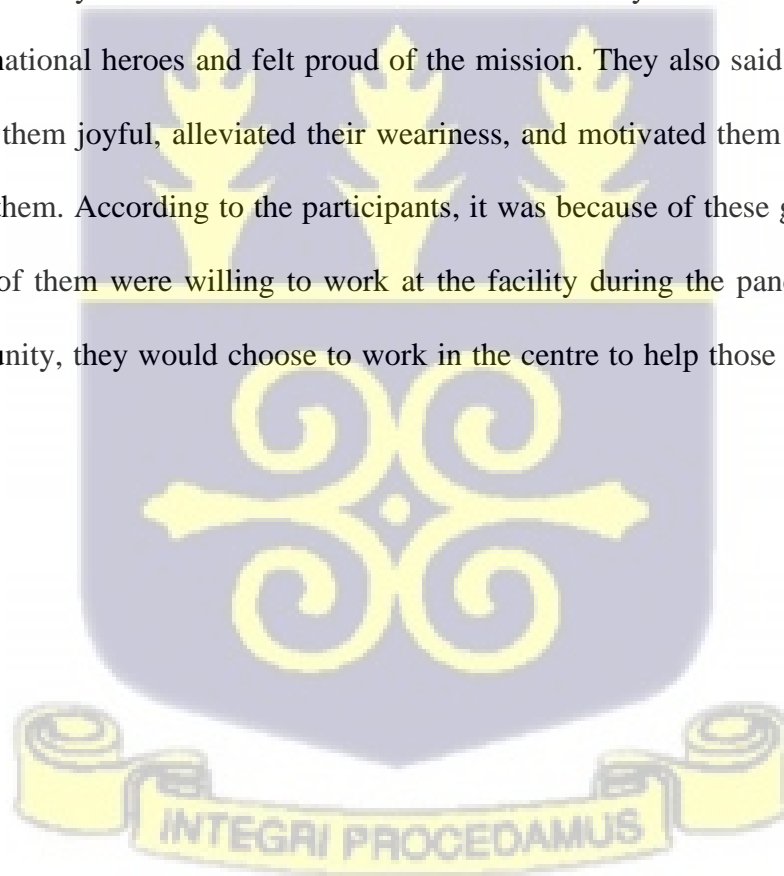 national heroes and felt proud of the mission. They also said
them joyful, alleviated their weariness, and motivated them
them. According to the participants, it was because of these
of them were willing to work at the facility during the
they would choose to work in the centre to help those
INTEGRI PROCEDAMUS